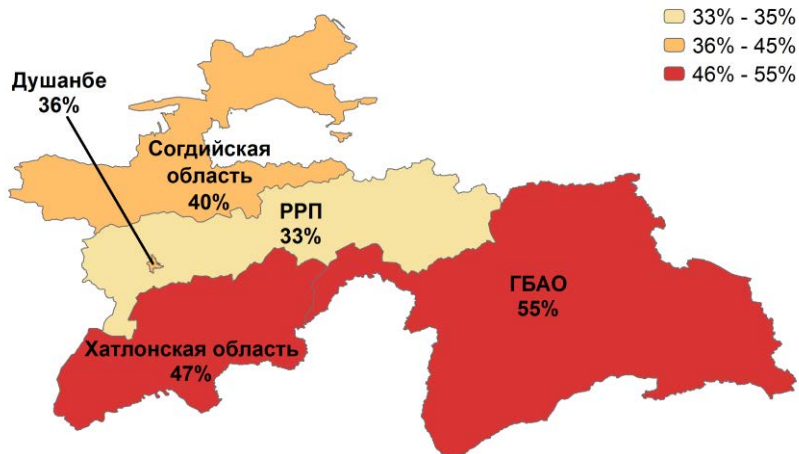 33% - 35%
36% - 45%
46% - 55%
Душанбе
36%
Согдийская
область
40%
РРП
33%
ГБАО
55%
Хатлонская область
47%